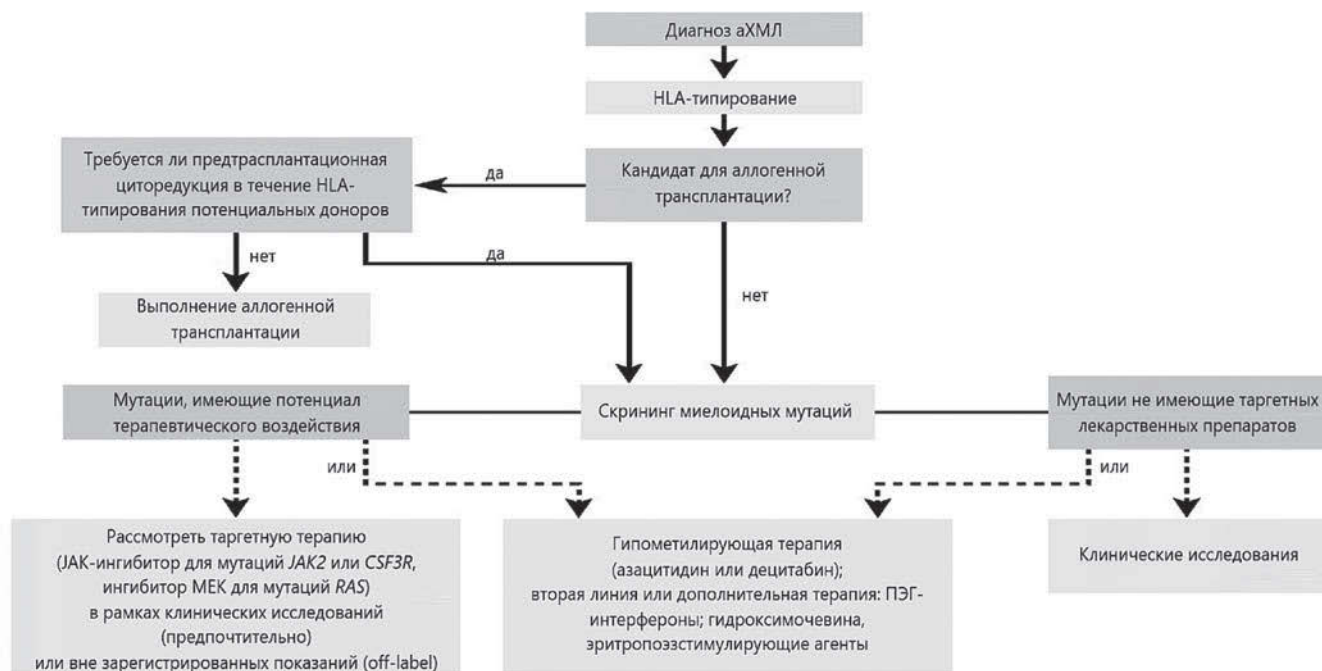 Диагноз аХМЛ
HLA-типирование
Кандидат для аллогенной
трансплантации?
да
Требуется ли предтрасплантационная
циторедукция в течение HLA-
типирования потенциальных доноров
нет
да
нет
Выполнение аллогенной
трансплантации
Скрининг миелоидных мутаций
Мутации, имеющие потенциал
терапевтического воздействия
Мутации не имеющие таргетных
лекарственных препаратов
или
или
Рассмотреть таргетную терапию
(JAK-ингибитор для мутаций JAK2 или CSF3R,
ингибитор MEK для мутаций RAS)
в рамках клинических исследований
(предпочтительно)
или вне зарегистрированных показаний (off-label)
Гипометилирующая терапия
(азацитидин или децитабин);
вторая линия или дополнительная терапия: ПЭГ-
интерфероны; гидроксимочевина,
эритропоэзстимулирующие агенты
Клинические исследования